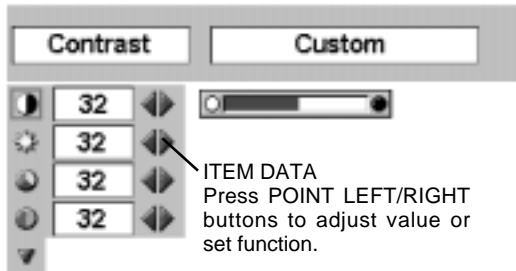 Contrast Custom
32
32
32
32
ITEM DATA
Press POINT LEFT/RIGHT
buttons to adjust value or
set function.